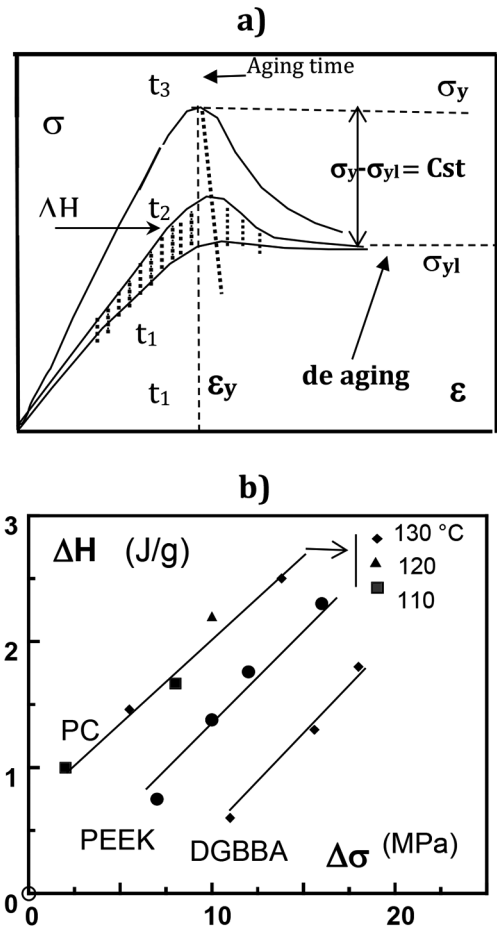 a)
Aging time
t3
σy
σ
σy-σyl = Cst
ΛH
t2
σyl
t1
de aging
t1
εy
ε
b)
3
ΔH (J/g)
130 °C
120
110
2
PC
1
PEEK
DGBBA
Δσ (MPa)
0
0
10
20